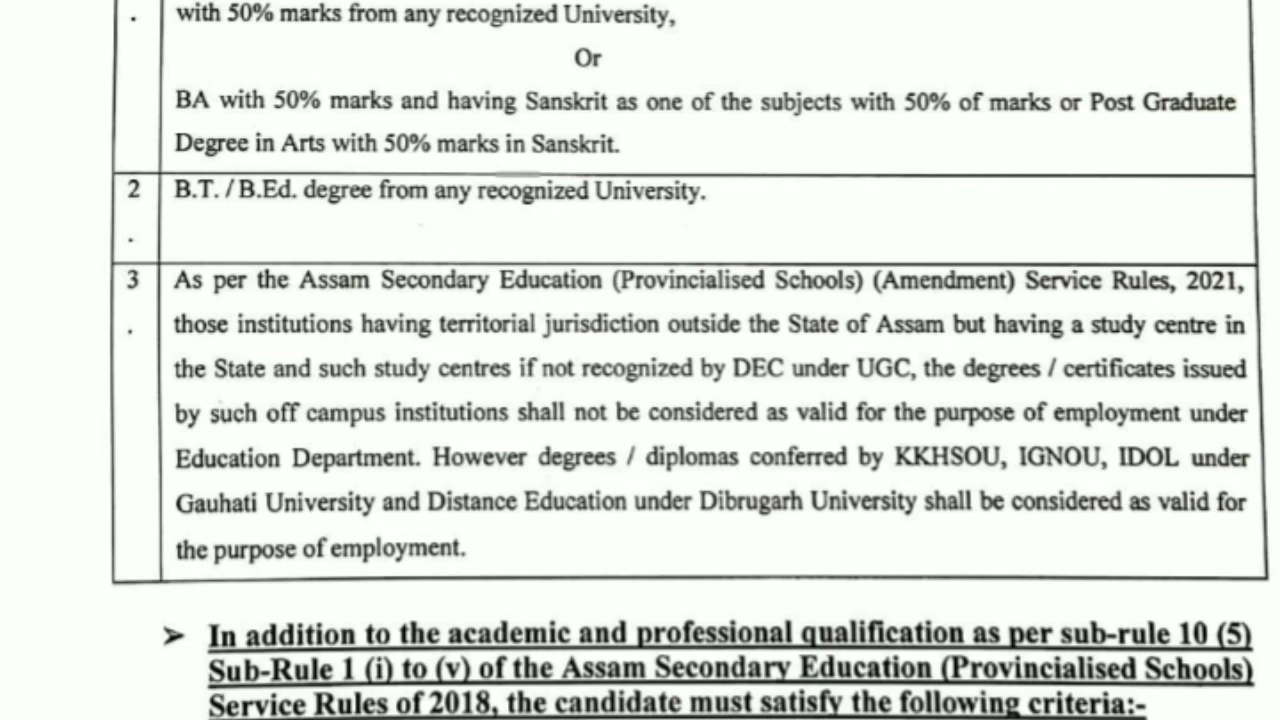 . with 50% marks from any recognized University,
Or
BA with 50% marks and having Sanskrit as one of the subjects with 50% of marks or Post Graduate
Degree in Arts with 50% marks in Sanskrit.
2 B.T. / B.Ed. degree from any recognized University.
.
3 As per the Assam Secondary Education (Provincialised Schools) (Amendment) Service Rules, 2021,
. those institutions having territorial jurisdiction outside the State of Assam but having a study centre in
the State and such study centres if not recognized by DEC under UGC, the degrees / certificates issued
by such off campus institutions shall not be considered as valid for the purpose of employment under
Education Department. However degrees / diplomas conferred by KKHSOU, IGNOU, IDOL under
Gauhati University and Distance Education under Dibrugarh University shall be considered as valid for
the purpose of employment.
➢ In addition to the academic and professional qualification as per sub-rule 10 (5)
Sub-Rule 1 (i) to (v) of the Assam Secondary Education (Provincialised Schools)
Service Rules of 2018, the candidate must satisfy the following criteria:-